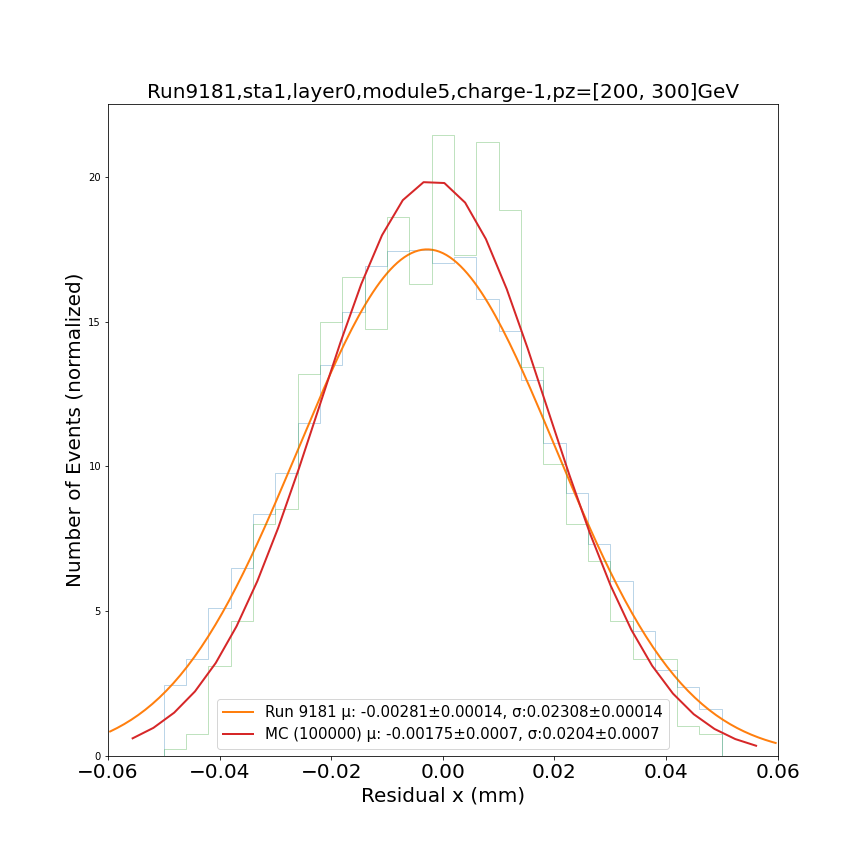 Run9181,sta1,layer0,module5,charge-1,pz=[200, 300]GeV
Number of Events (normalized)
20
15
10
5
0
Run 9181 μ: -0.00281±0.00014, σ:0.02308±0.00014
MC (100000) μ: -0.00175±0.0007, σ:0.0204±0.0007
−0.06 −0.04 −0.02 0.00 0.02 0.04 0.06
Residual x (mm)